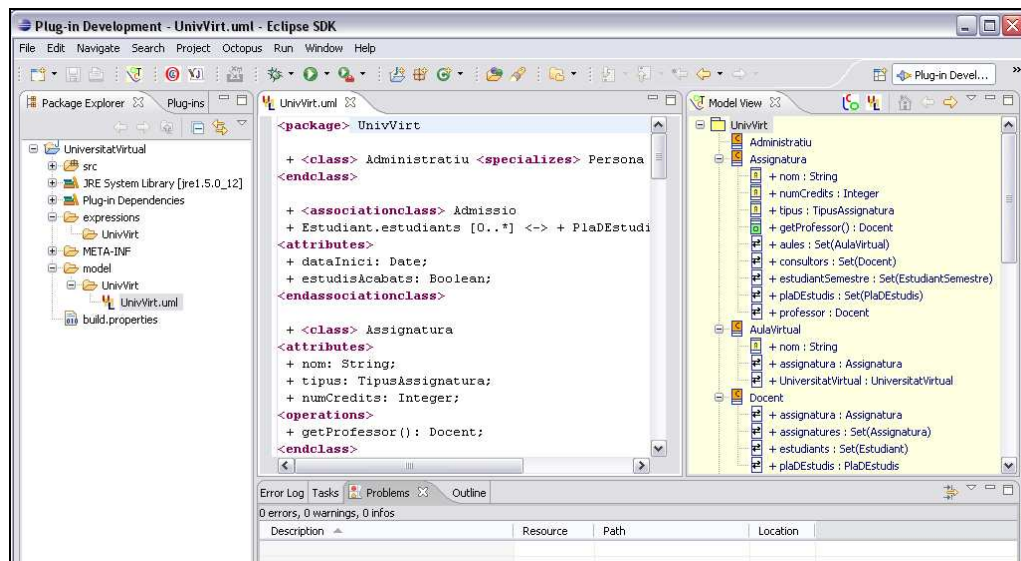 Plug-in Development - UnivVirt.uml - Eclipse SDK
File Edit Navigate Search Project Octopus Run Window Help
Plug-in Devel...
»
Package Explorer
Plug-ins
UniversitatVirtual
src
JRE System Library [jre1.5.0_12]
Plug-in Dependencies
expressions
UnivVirt
META-INF
model
UnivVirt
UnivVirt.uml
build.properties
UnivVirt.uml
<package> UnivVirt
+ <class> Administratiu <specializes> Persona
<endclass>
+ <associationclass> Admissio
+ Estudiant.estudiants [0..*] <-> + PlaDEstudi
<attributes>
+ dataInici: Date;
+ estudisAcabats: Boolean;
<endassociationclass>
+ <class> Assignatura
<attributes>
+ nom: String;
+ tipus: TipusAssignatura;
+ numCredits: Integer;
<operations>
+ getProfessor(): Docent;
<endclass>
Model View
UnivVirt
Administratiu
Assignatura
+ nom : String
+ numCredits : Integer
+ tipus : TipusAssignatura
+ getProfessor() : Docent
+ aules : Set(AulaVirtual)
+ consultors : Set(Docent)
+ estudiantSemestre : Set(EstudiantSemestre)
+ plaDEstudis : Set(PlaDEstudis)
+ professor : Docent
AulaVirtual
+ nom : String
+ assignatura : Assignatura
+ UniversitatVirtual : UniversitatVirtual
Docent
+ assignatura : Assignatura
+ assignatures : Set(Assignatura)
+ estudiants : Set(Estudiant)
+ plaDEstudis : PlaDEstudis
Error Log Tasks Problems Outline
0 errors, 0 warnings, 0 infos
Description Resource Path Location